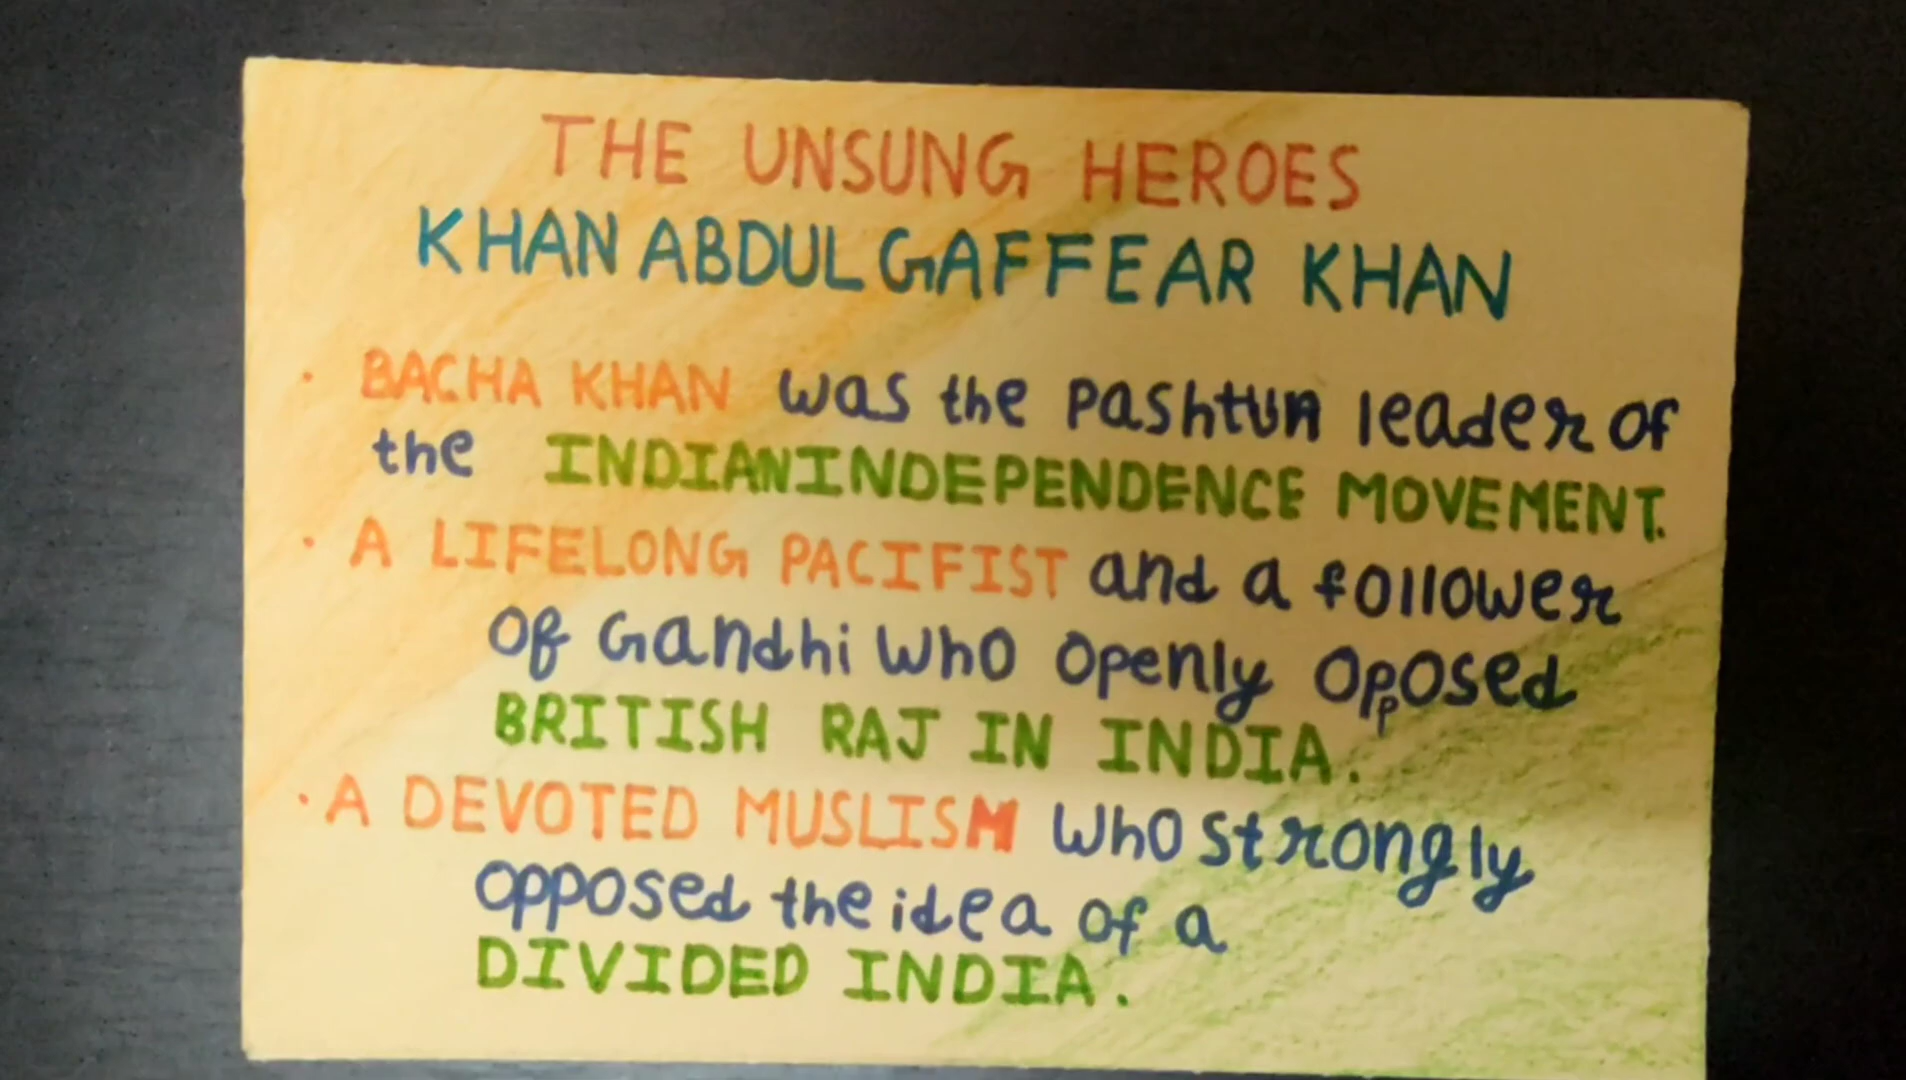 THE UNSUNG HEROES
KHAN ABDUL GAFFEAR KHAN
· BACHA KHAN was the Pashtun leader of
the INDIAN INDEPENDENCE MOVEMENT.
· A LIFELONG PACIFIST and a follower
of Gandhi who openly opposed
BRITISH RAJ IN INDIA.
· A DEVOTED MUSLISM who strongly
opposed the idea of a
DIVIDED INDIA.